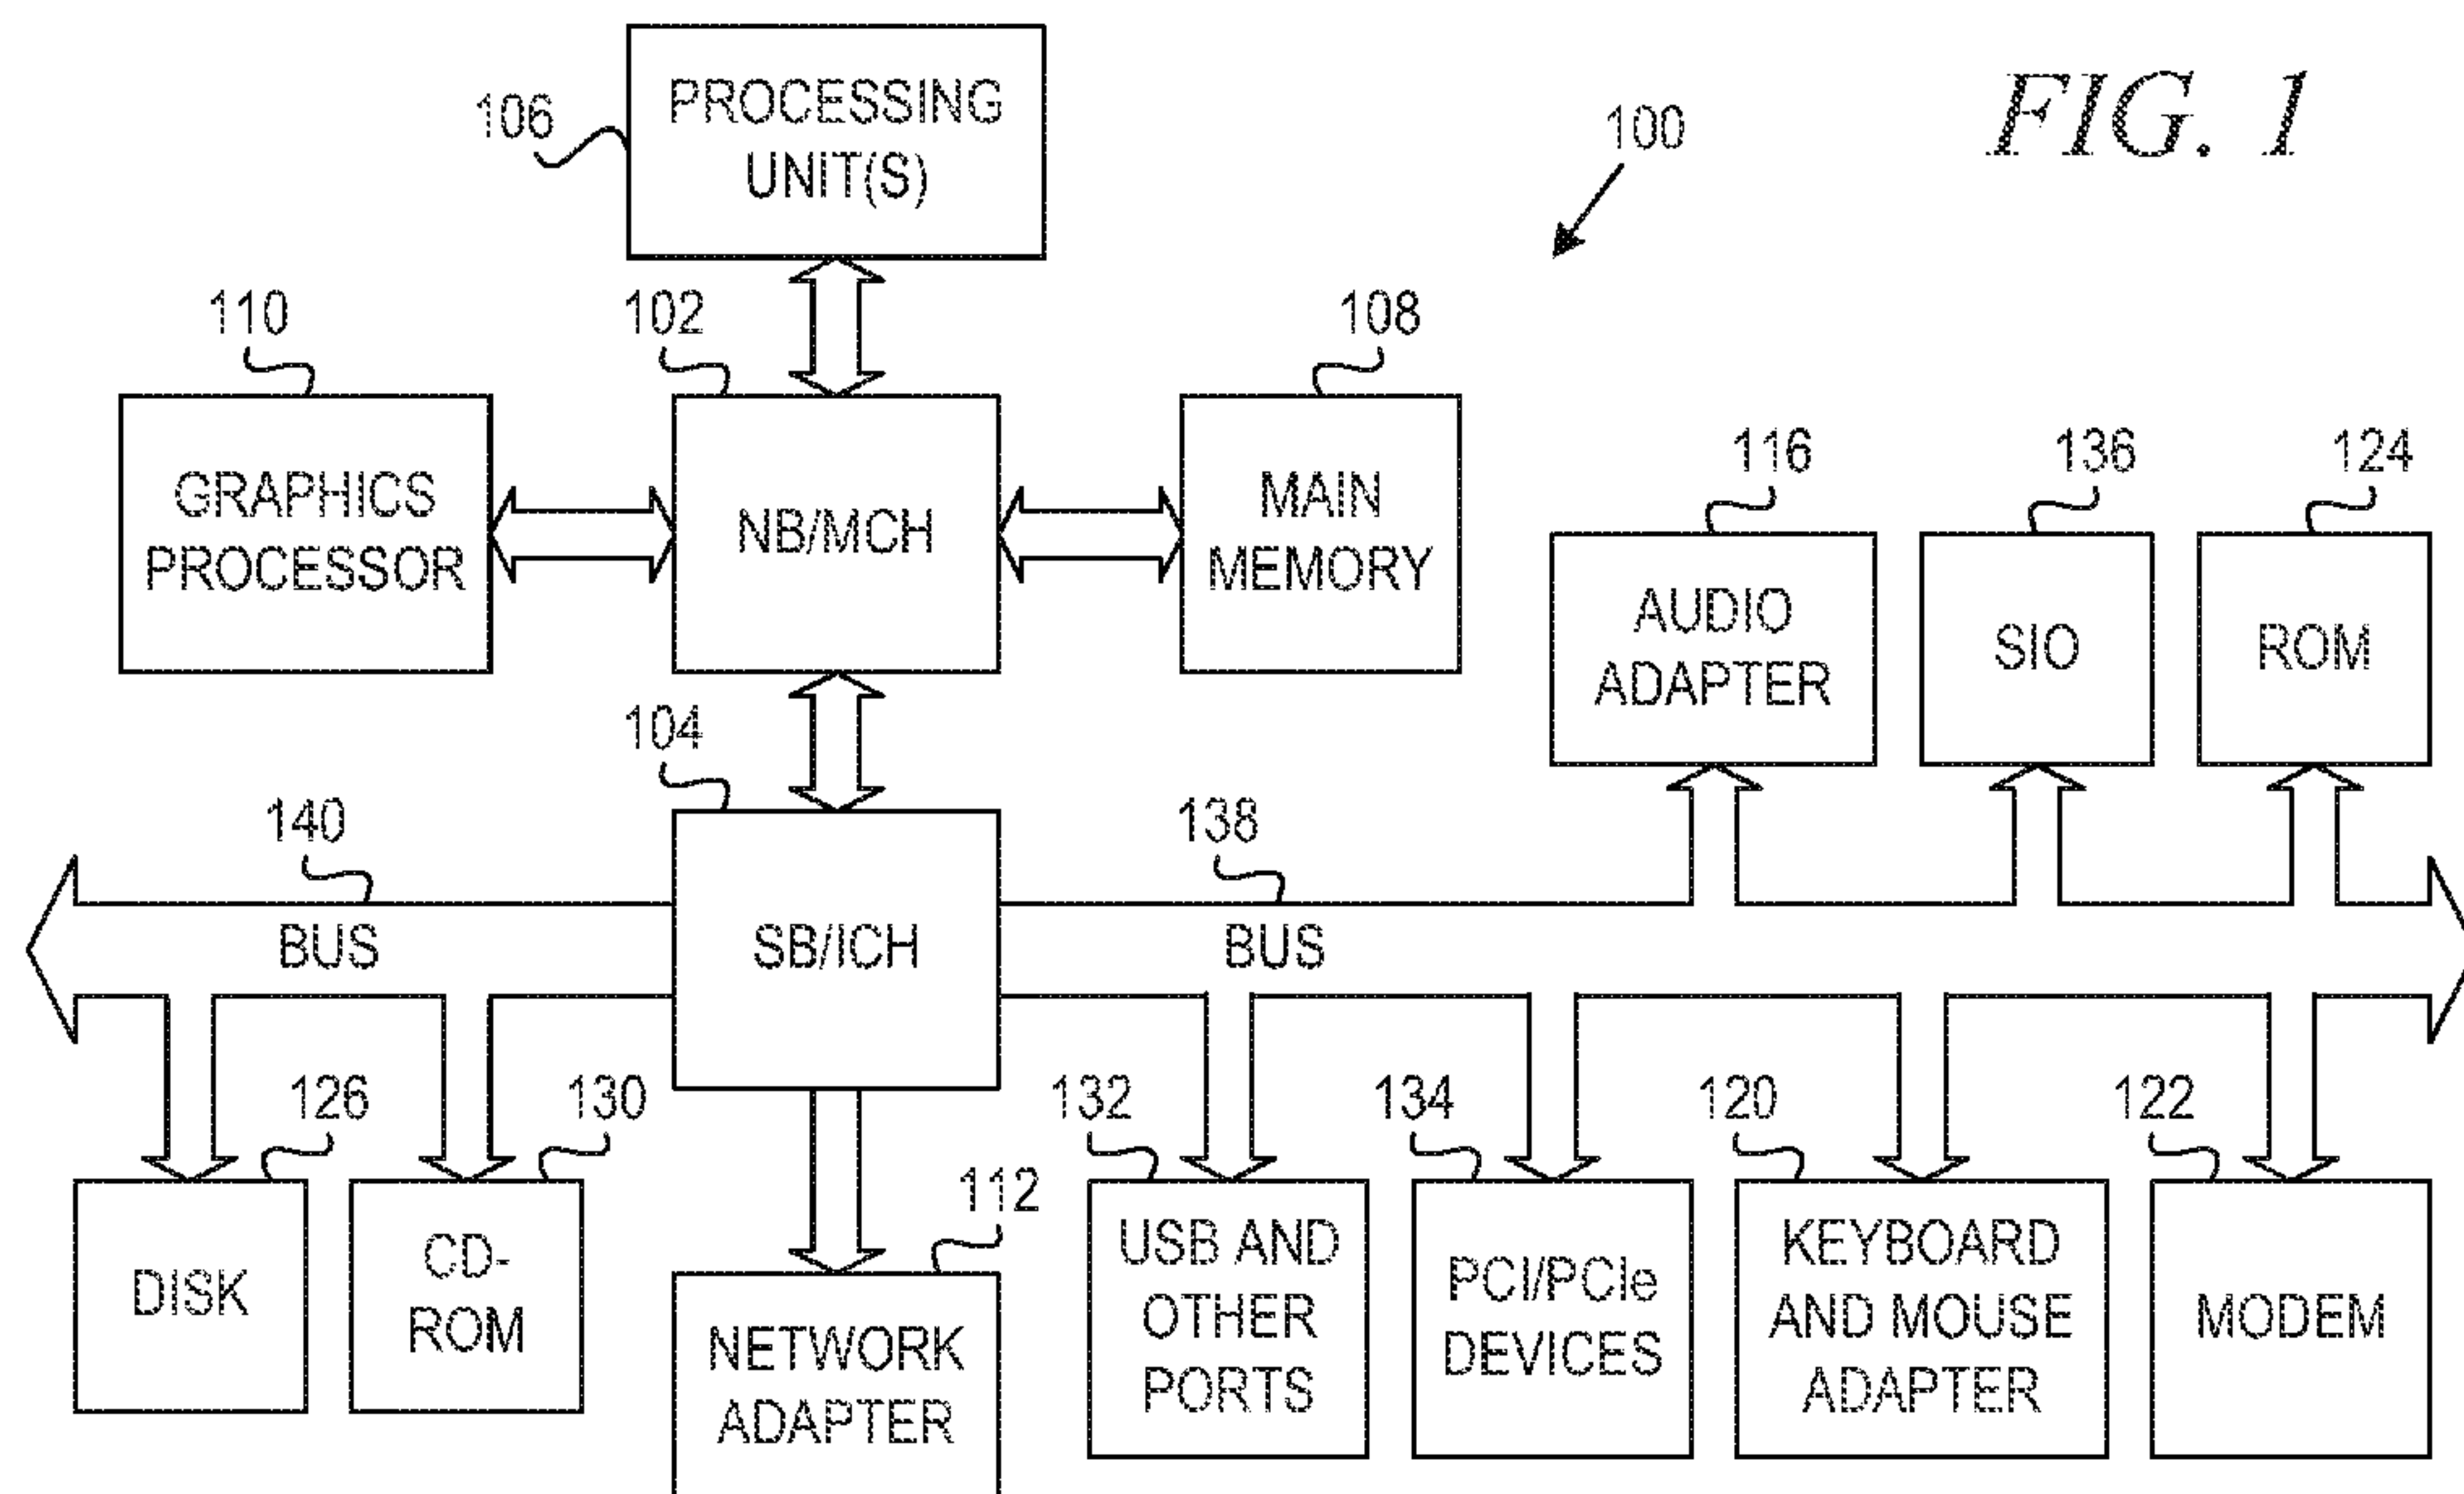 FIG. 1
100
106
PROCESSING
UNIT(S)
110
102
108
GRAPHICS
PROCESSOR
NB/MCH
MAIN
MEMORY
116
136
124
AUDIO
ADAPTER
SIO
ROM
104
140
138
BUS
SB/ICH
BUS
126
130
112
132
134
120
122
DISK
CD-
ROM
NETWORK
ADAPTER
USB AND
OTHER
PORTS
PCI/PCIe
DEVICES
KEYBOARD
AND MOUSE
ADAPTER
MODEM